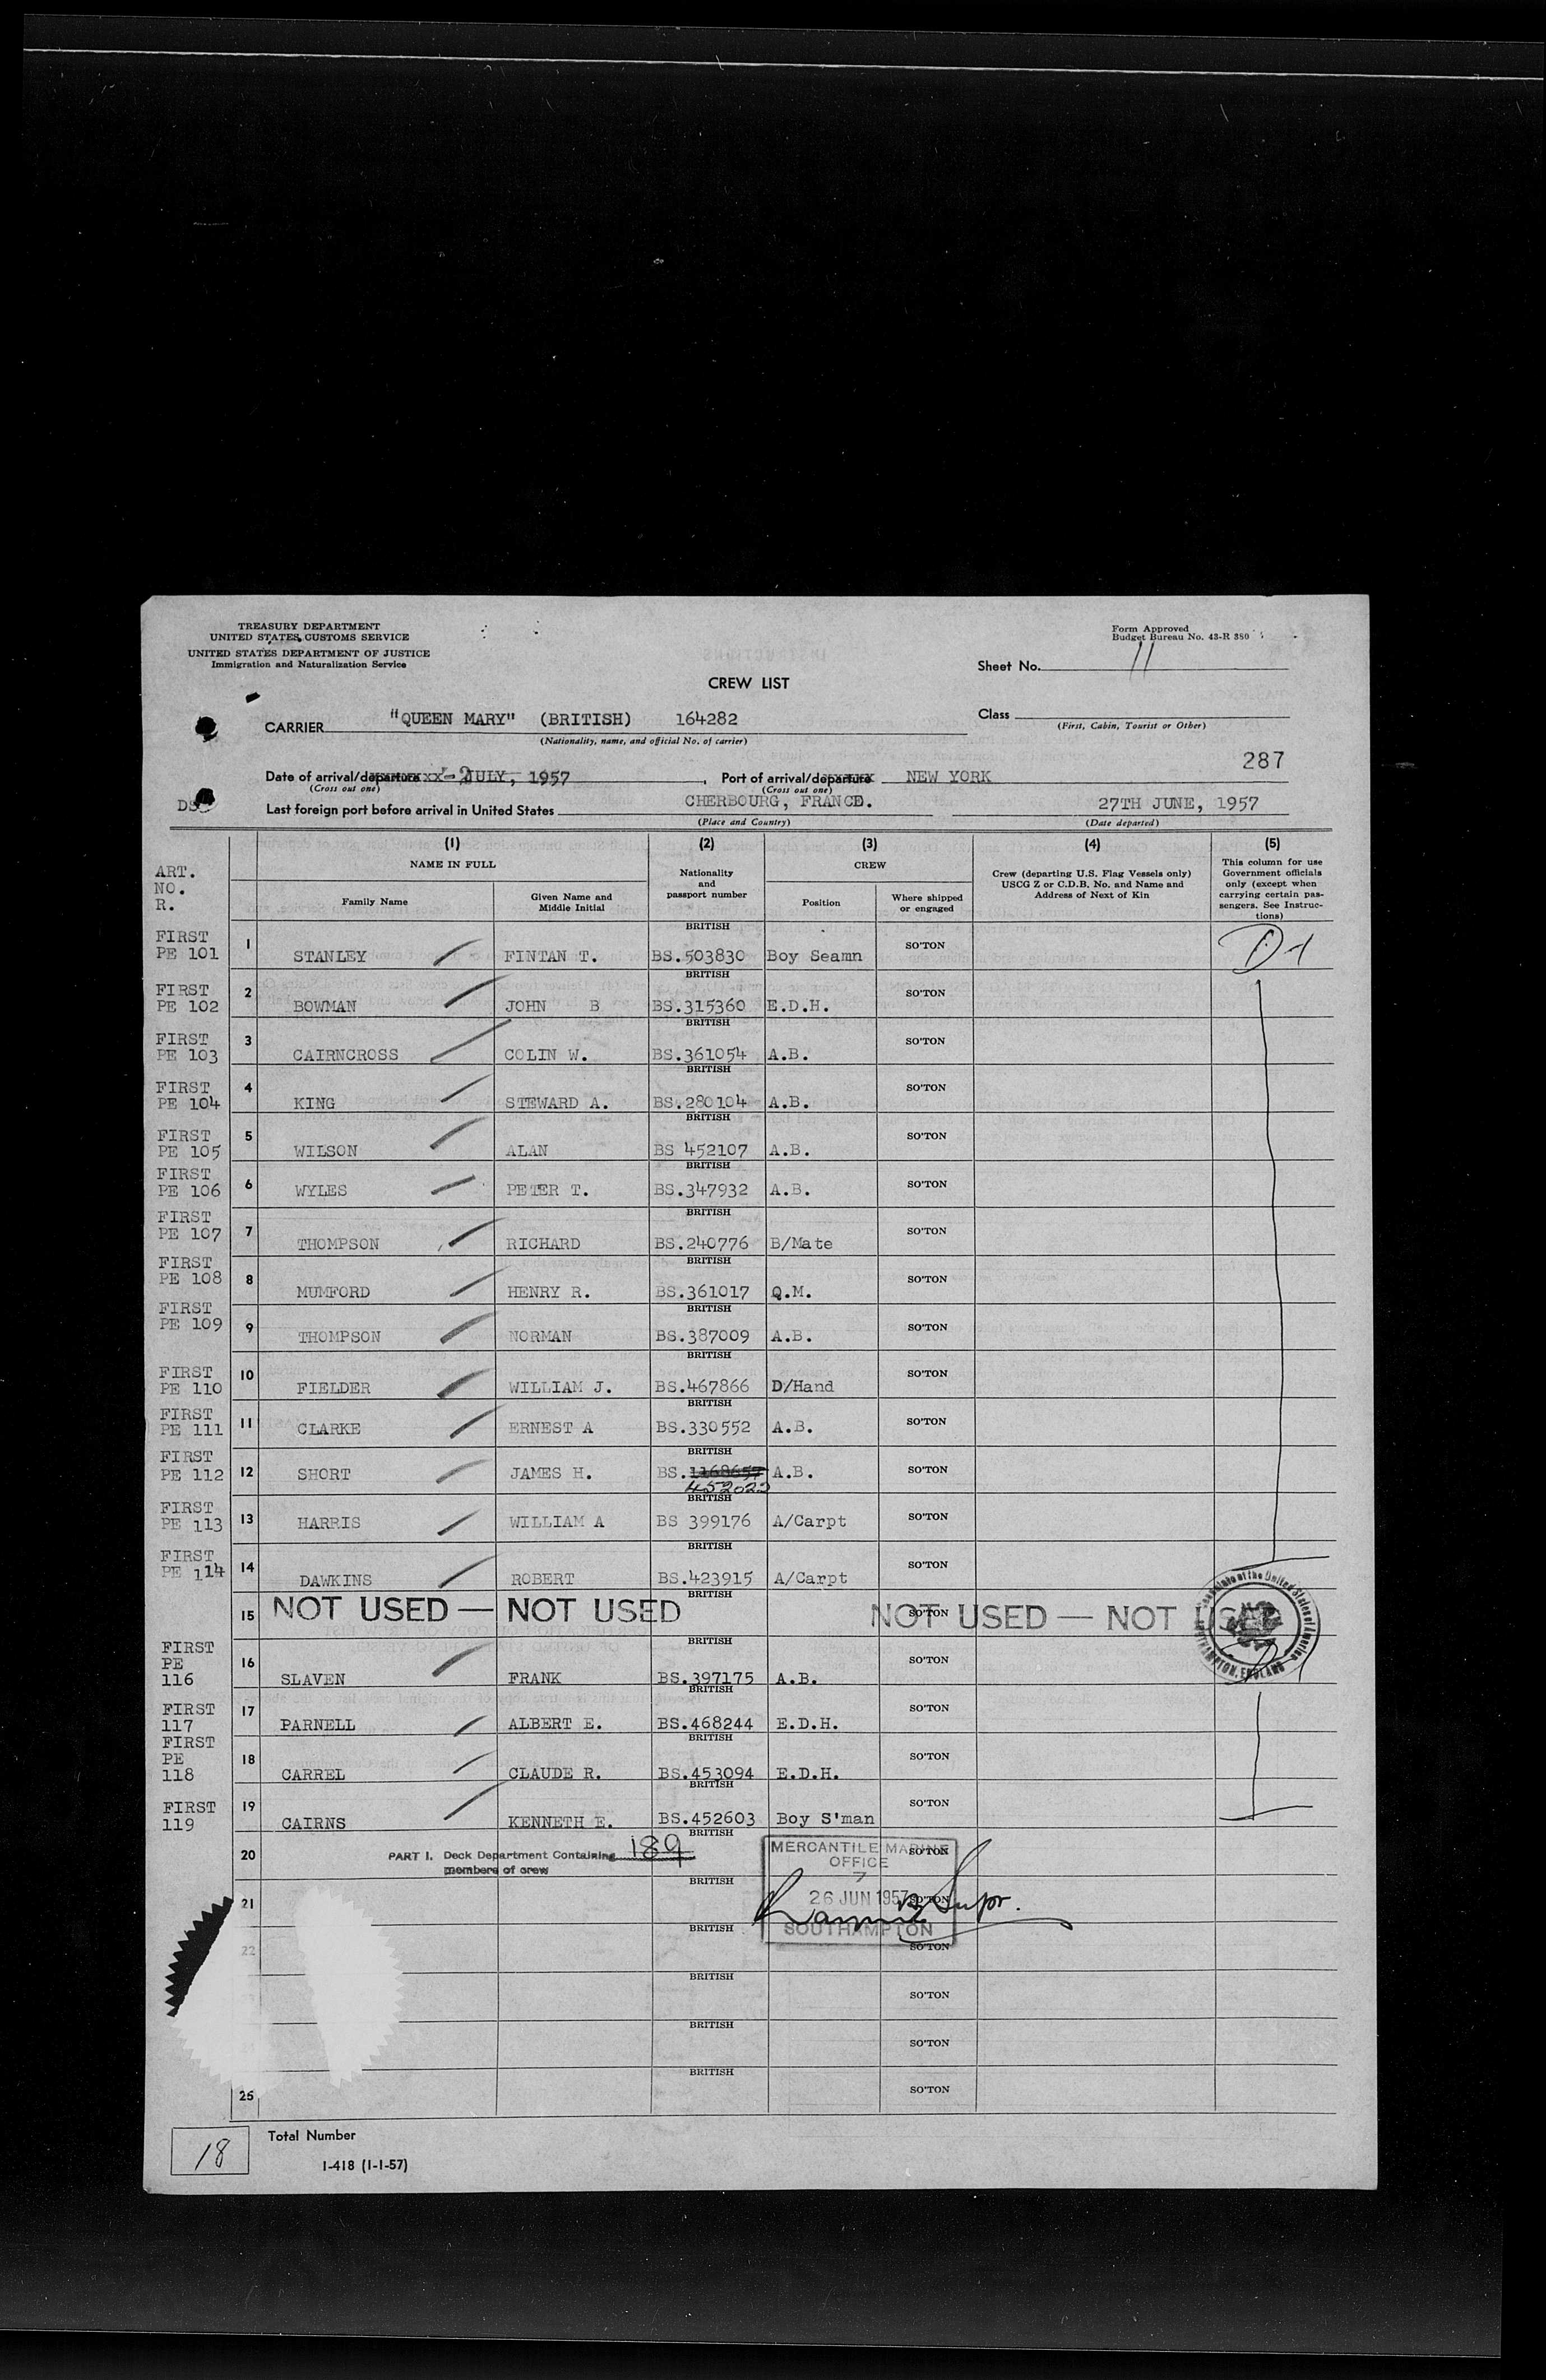 TREASURY DEPARTMENT
UNITED STATES CUSTOMS SERVICE
UNITED STATES DEPARTMENT OF JUSTICE
Immigration and Naturalization Service
Form Approved
Budget Bureau No. 43-R 380
Sheet No. 11
CREW LIST
CARRIER "QUEEN MARY" (BRITISH) 164282
(Nationality, name, and official No. of carrier)
Class
(First, Cabin, Tourist or Other)
287
Date of arrival/departure -2 JULY, 1957, Port of arrival/departure NEW YORK
(Cross out one) (Cross out one)
DS
Last foreign port before arrival in United States CHERBOURG, FRANCE. 27TH JUNE, 1957
(Place and Country) (Date departed)
(1) (2) (3) (4) (5)
NAME IN FULL
Family Name
Given Name and
Middle Initial
Nationality
and
passport number
CREW
Position
Where shipped
or engaged
Crew (departing U.S. Flag Vessels only)
USCG Z or C.D.B. No. and Name and
Address of Next of Kin
This column for use
Government officials
only (except when
carrying certain pas-
sengers. See Instruc-
tions)
ART.
NO.
R.
FIRST BRITISH
PE 101 1 STANLEY FINTAN T. BS.503830 Boy Seamn SO'TON D-1
FIRST BRITISH
PE 102 2 BOWMAN JOHN B BS.315360 E.D.H. SO'TON
FIRST BRITISH
PE 103 3 CAIRNCROSS COLIN W. BS.361054 A.B. SO'TON
FIRST BRITISH
PE 104 4 KING STEWARD A. BS.280104 A.B. SO'TON
FIRST BRITISH
PE 105 5 WILSON ALAN BS 452107 A.B. SO'TON
FIRST BRITISH
PE 106 6 WYLES PETER T. BS.347932 A.B. SO'TON
FIRST BRITISH
PE 107 7 THOMPSON RICHARD BS.240776 B/Mate SO'TON
FIRST BRITISH
PE 108 8 MUMFORD HENRY R. BS.361017 Q.M. SO'TON
FIRST BRITISH
PE 109 9 THOMPSON NORMAN BS.387009 A.B. SO'TON
FIRST BRITISH
PE 110 10 FIELDER WILLIAM J. BS.467866 D/Hand SO'TON
FIRST BRITISH
PE 111 11 CLARKE ERNEST A BS.330552 A.B. SO'TON
FIRST BRITISH
PE 112 12 SHORT JAMES H. BS.1168657 A.B. SO'TON
FIRST BRITISH
PE 113 13 HARRIS WILLIAM A BS 399176 A/Carpt SO'TON
FIRST BRITISH
PE 114 14 DAWKINS ROBERT BS.423915 A/Carpt SO'TON
BRITISH
15 NOT USED — NOT USED SO'TON NOT USED — NOT USED
FIRST BRITISH
PE
116 16 SLAVEN FRANK BS.397175 A.B. SO'TON
FIRST BRITISH
117 17 PARNELL ALBERT E. BS.468244 E.D.H. SO'TON
FIRST BRITISH
PE
118 18 CARREL CLAUDE R. BS.453094 E.D.H. SO'TON
FIRST BRITISH
119 19 CAIRNS KENNETH E. BS.452603 Boy S'man SO'TON
BRITISH
20 PART I. Deck Department Containing 189 SO'TON
members of crew
MERCANTILE MARINE
OFFICE
7
26 JUN 1957
SOUTHAMPTON
Supr.
21 BRITISH SO'TON
22 BRITISH SO'TON
BRITISH SO'TON
BRITISH SO'TON
25 BRITISH SO'TON
18 Total Number
I-418 (1-1-57)